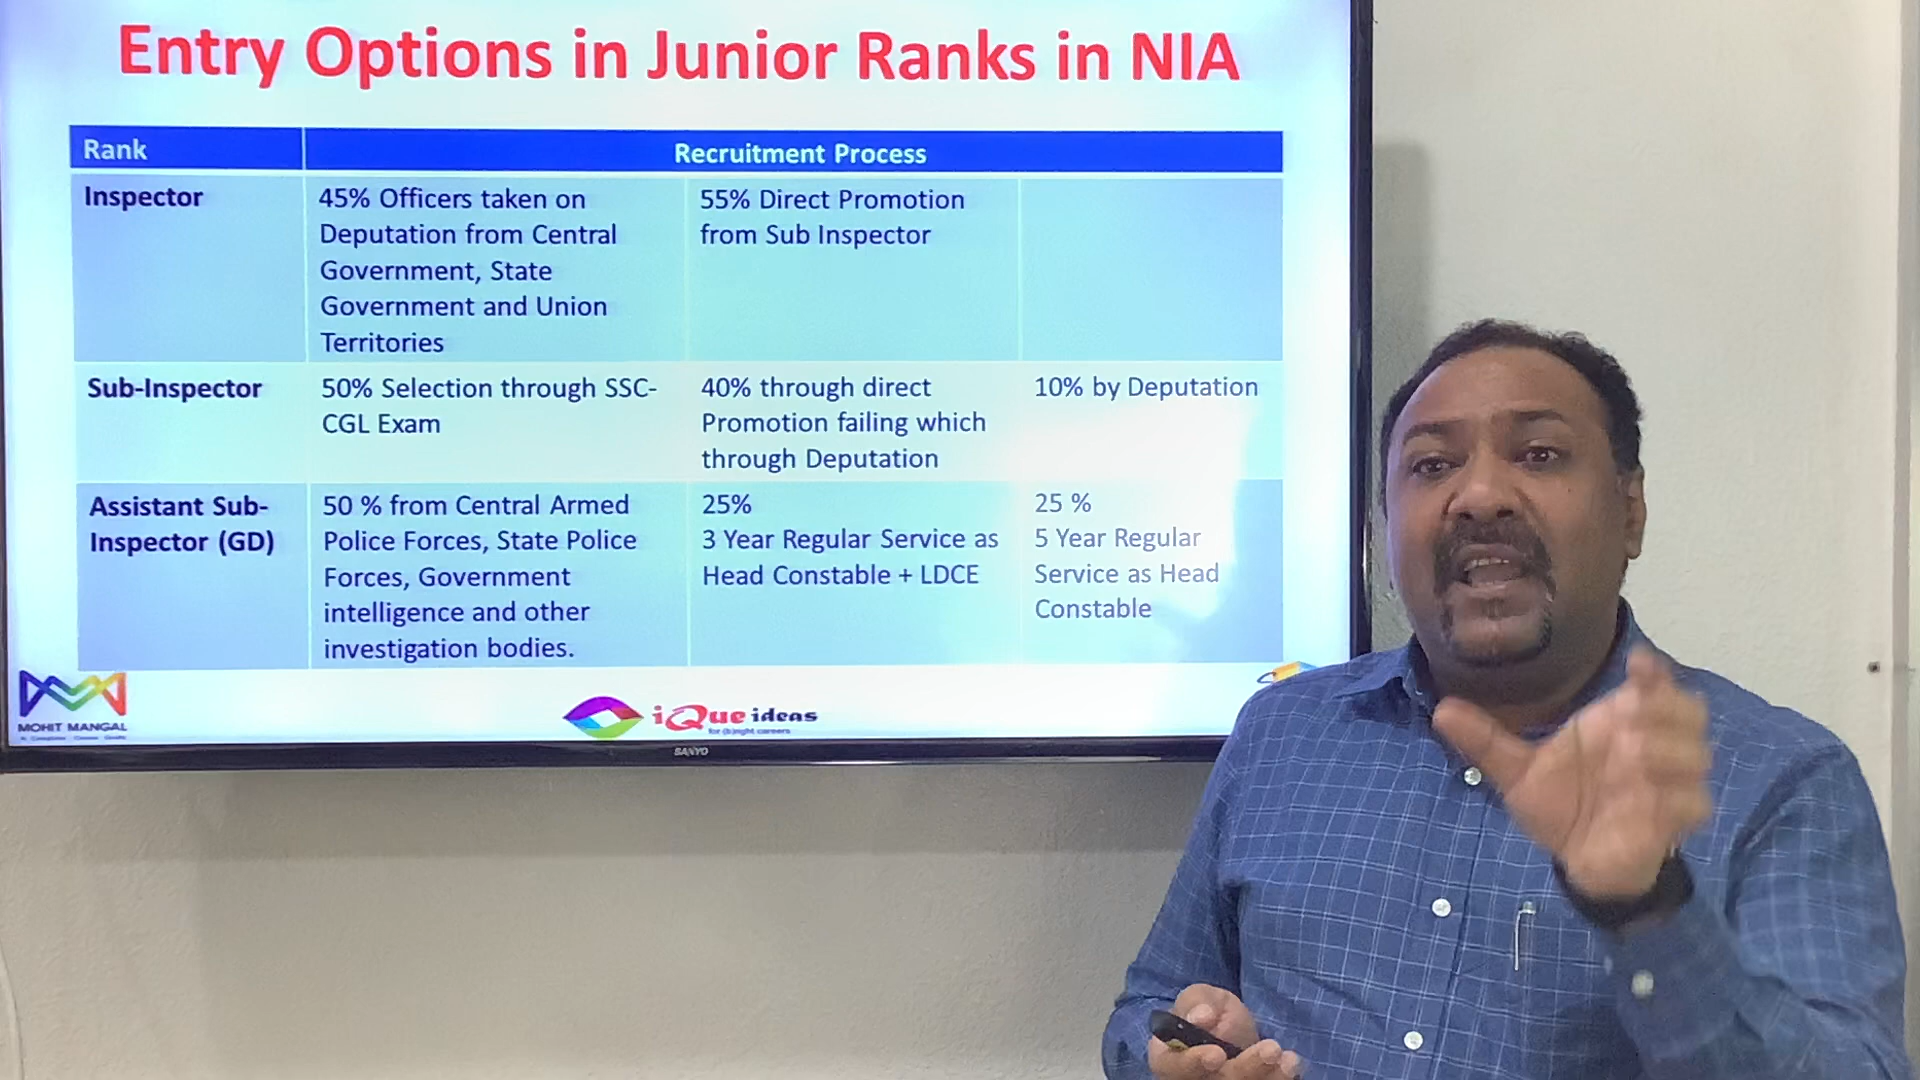 Entry Options in Junior Ranks in NIA
Rank
Recruitment Process
Inspector
45% Officers taken on
Deputation from Central
Government, State
Government and Union
Territories
55% Direct Promotion
from Sub Inspector
Sub-Inspector
50% Selection through SSC-
CGL Exam
40% through direct
Promotion failing which
through Deputation
10% by Deputation
Assistant Sub-
Inspector (GD)
50 % from Central Armed
Police Forces, State Police
Forces, Government
intelligence and other
investigation bodies.
25%
3 Year Regular Service as
Head Constable + LDCE
25 %
5 Year Regular
Service as Head
Constable
MOHIT MANGAL
iQue ideas
for (b)right careers
SANYO